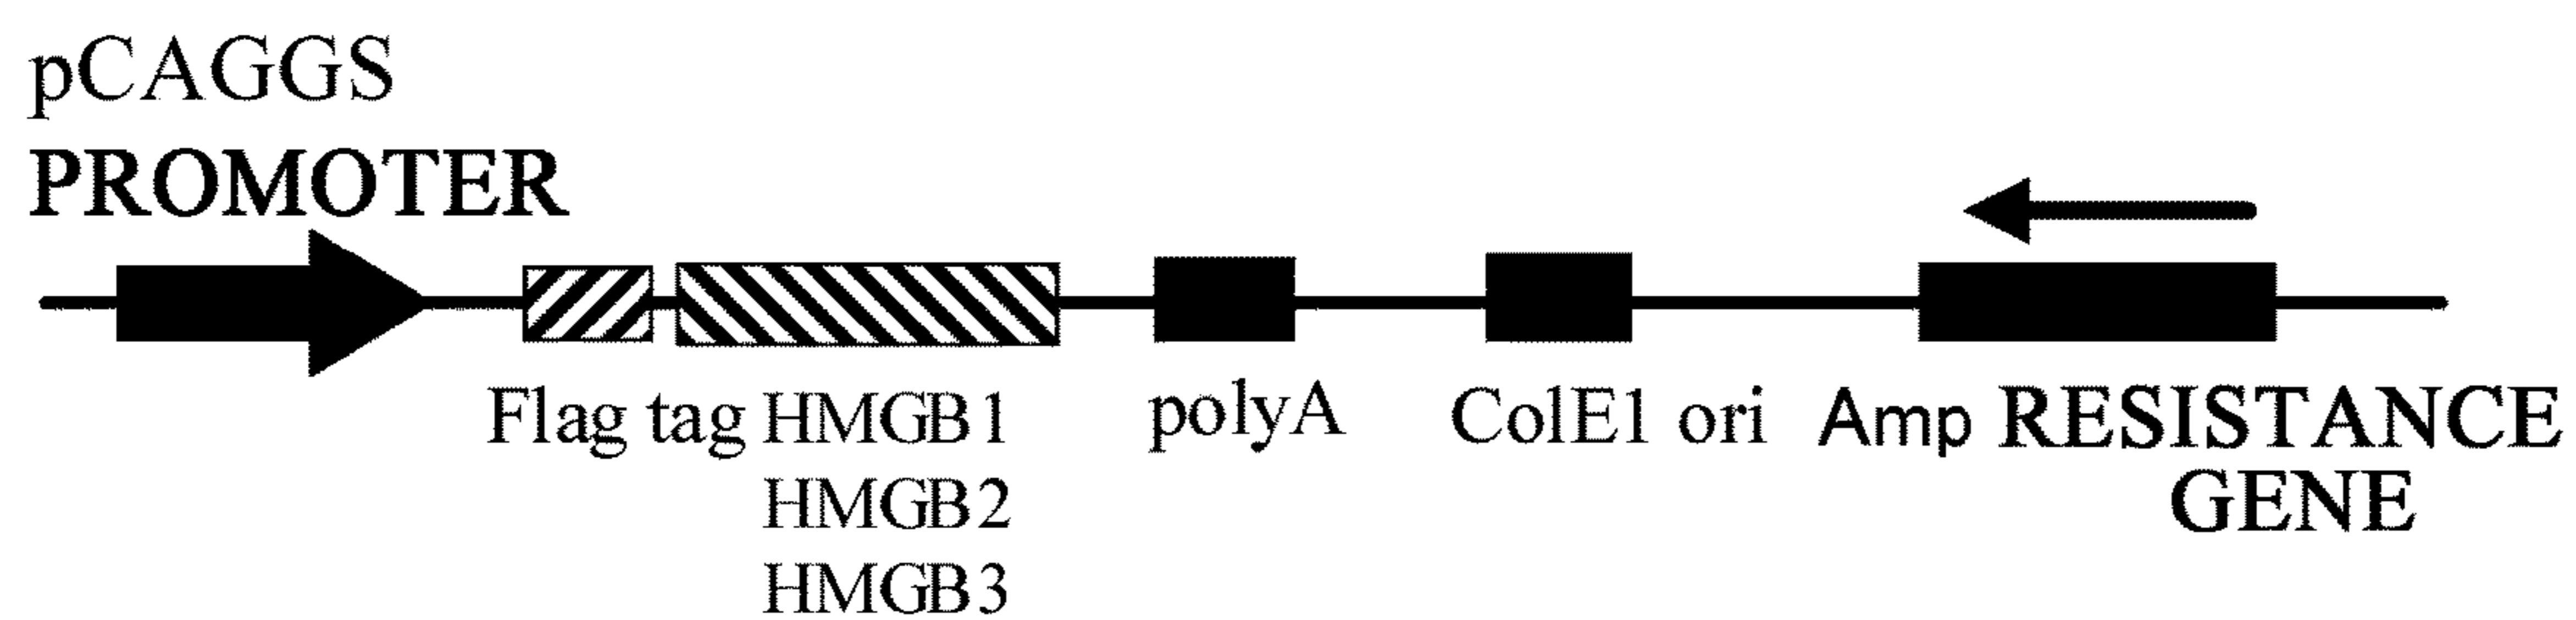 pCAGGS
PROMOTER
Flag tag HMGB1 polyA ColE1 ori Amp RESISTANCE
HMGB2 GENE
HMGB3